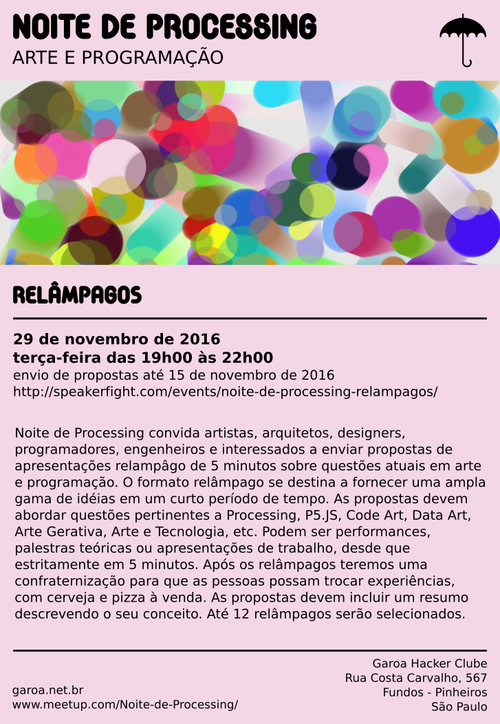 NOITE DE PROCESSING
ARTE E PROGRAMAÇÃO
RELÂMPAGOS
29 de novembro de 2016
terça-feira das 19h00 às 22h00
envio de propostas até 15 de novembro de 2016
http://speakerfight.com/events/noite-de-processing-relampagos/
Noite de Processing convida artistas, arquitetos, designers,
programadores, engenheiros e interessados a enviar propostas de
apresentações relampâgo de 5 minutos sobre questões atuais em arte
e programação. O formato relâmpago se destina a fornecer uma ampla
gama de idéias em um curto período de tempo. As propostas devem
abordar questões pertinentes a Processing, P5.JS, Code Art, Data Art,
Arte Gerativa, Arte e Tecnologia, etc. Podem ser performances,
palestras teóricas ou apresentações de trabalho, desde que
estritamente em 5 minutos. Após os relâmpagos teremos uma
confraternização para que as pessoas possam trocar experiências,
com cerveja e pizza à venda. As propostas devem incluir um resumo
descrevendo o seu conceito. Até 12 relâmpagos serão selecionados.
Garoa Hacker Clube
Rua Costa Carvalho, 567
Fundos - Pinheiros
São Paulo
garoa.net.br
www.meetup.com/Noite-de-Processing/